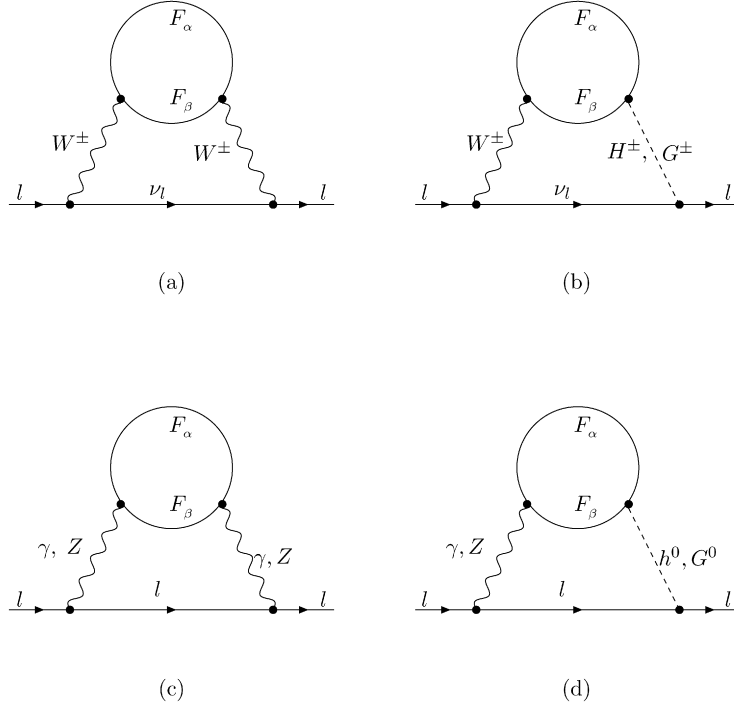 F_α F_α
F_β F_β
W^± W^± W^± H^±, G^±
l ν_l l l ν_l l
(a) (b)
F_α F_α
F_β F_β
γ, Z γ, Z γ, Z h^0, G^0
l l l l l l
(c) (d)